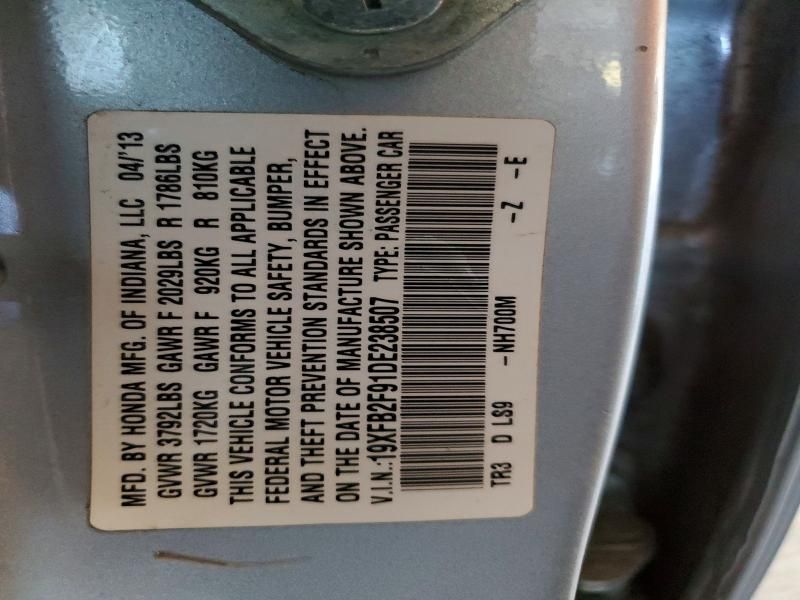 MFD. BY HONDA MFG. OF INDIANA, LLC 04/'13
GVWR 3792LBS GAWR F 2029LBS R 1786LBS
GVWR 1720KG GAWR F 920KG R 810KG
THIS VEHICLE CONFORMS TO ALL APPLICABLE
FEDERAL MOTOR VEHICLE SAFETY, BUMPER,
AND THEFT PREVENTION STANDARDS IN EFFECT
ON THE DATE OF MANUFACTURE SHOWN ABOVE.
V.I.N.:19XFB2F91DE238507 TYPE: PASSENGER CAR
TR3 D LS9 -NH700M -Z -E